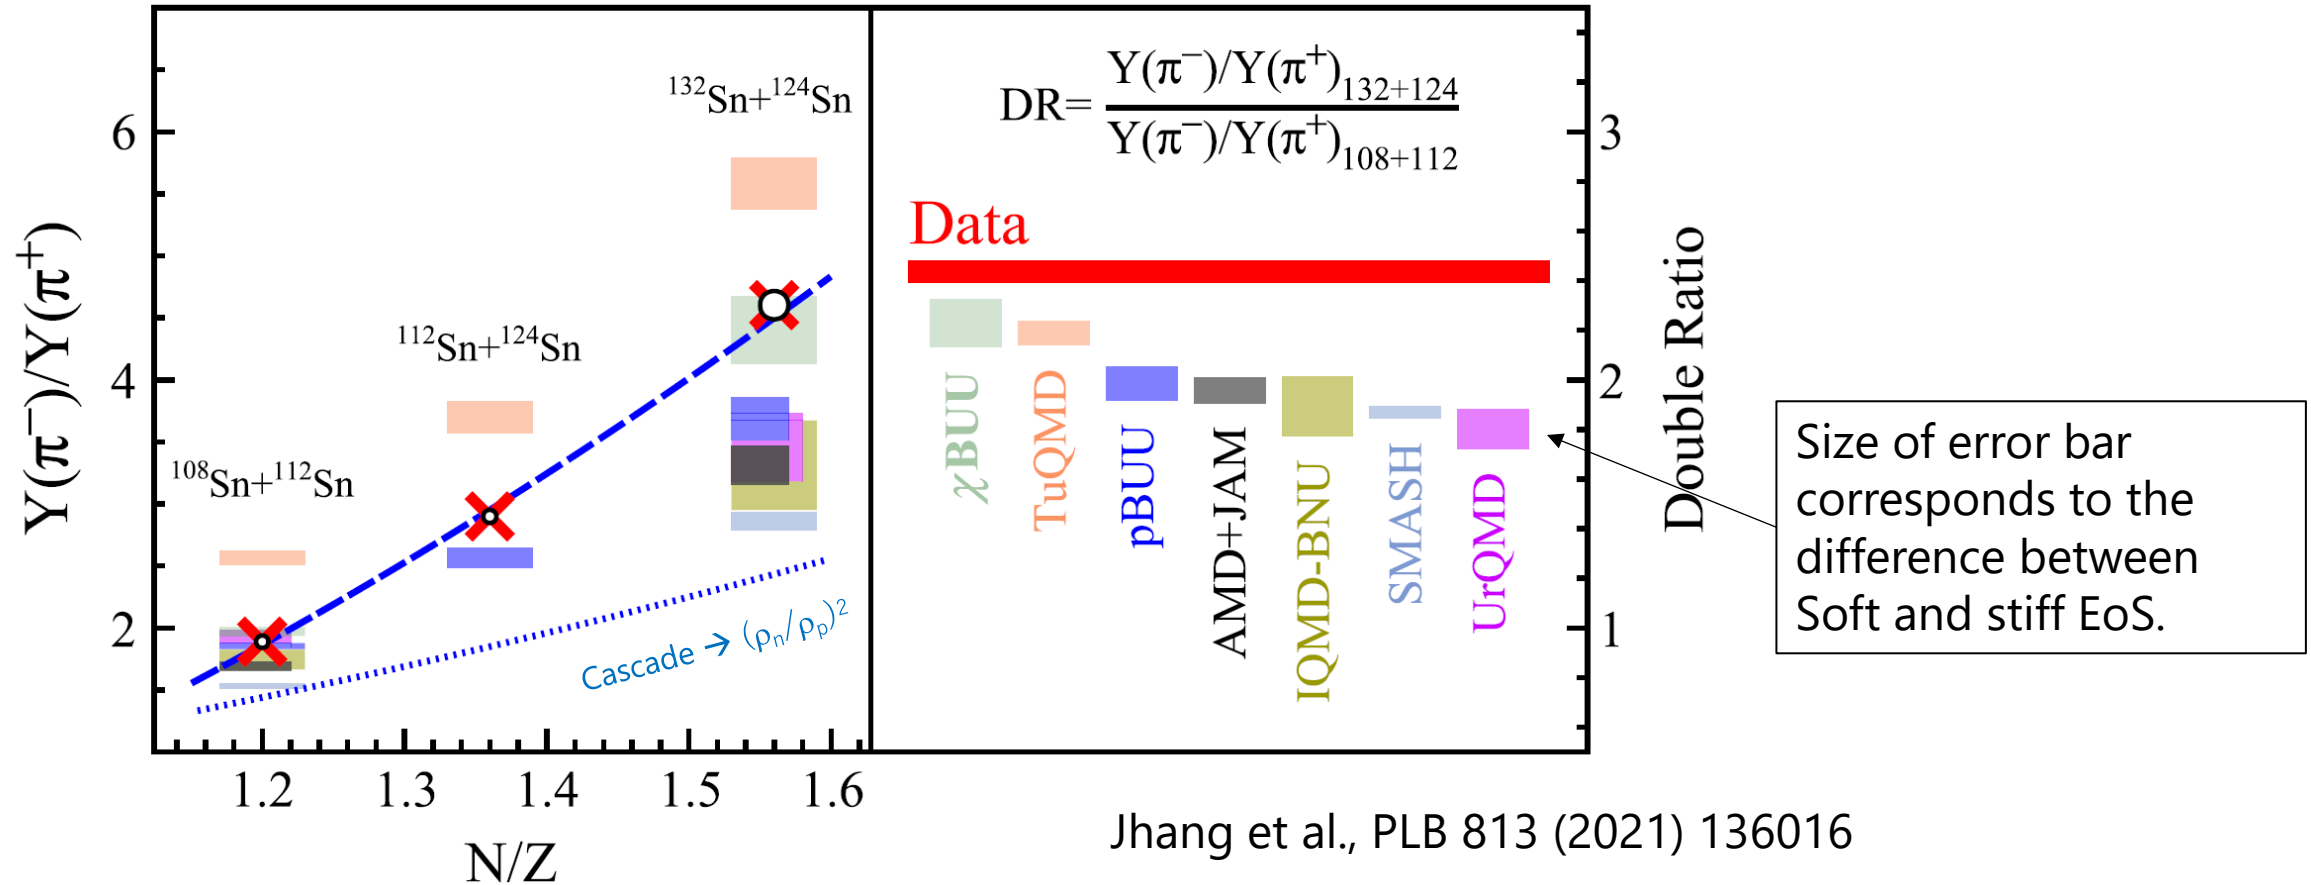 Y(π⁻)/Y(π⁺)
6
4
2
¹⁰⁸Sn+¹¹²Sn
¹¹²Sn+¹²⁴Sn
¹³²Sn+¹²⁴Sn
Cascade → (ρₙ/ρₚ)²
1.2
1.3
1.4
1.5
1.6
N/Z
DR= Y(π⁻)/Y(π⁺)₁₃₂₊₁₂₄
Y(π⁻)/Y(π⁺)₁₀₈₊₁₁₂
Data
χBUU
TuQMD
pBUU
AMD+JAM
IQMD-BNU
SMASH
UrQMD
3
2
1
Double Ratio
Size of error bar
corresponds to the
difference between
Soft and stiff EoS.
Jhang et al., PLB 813 (2021) 136016